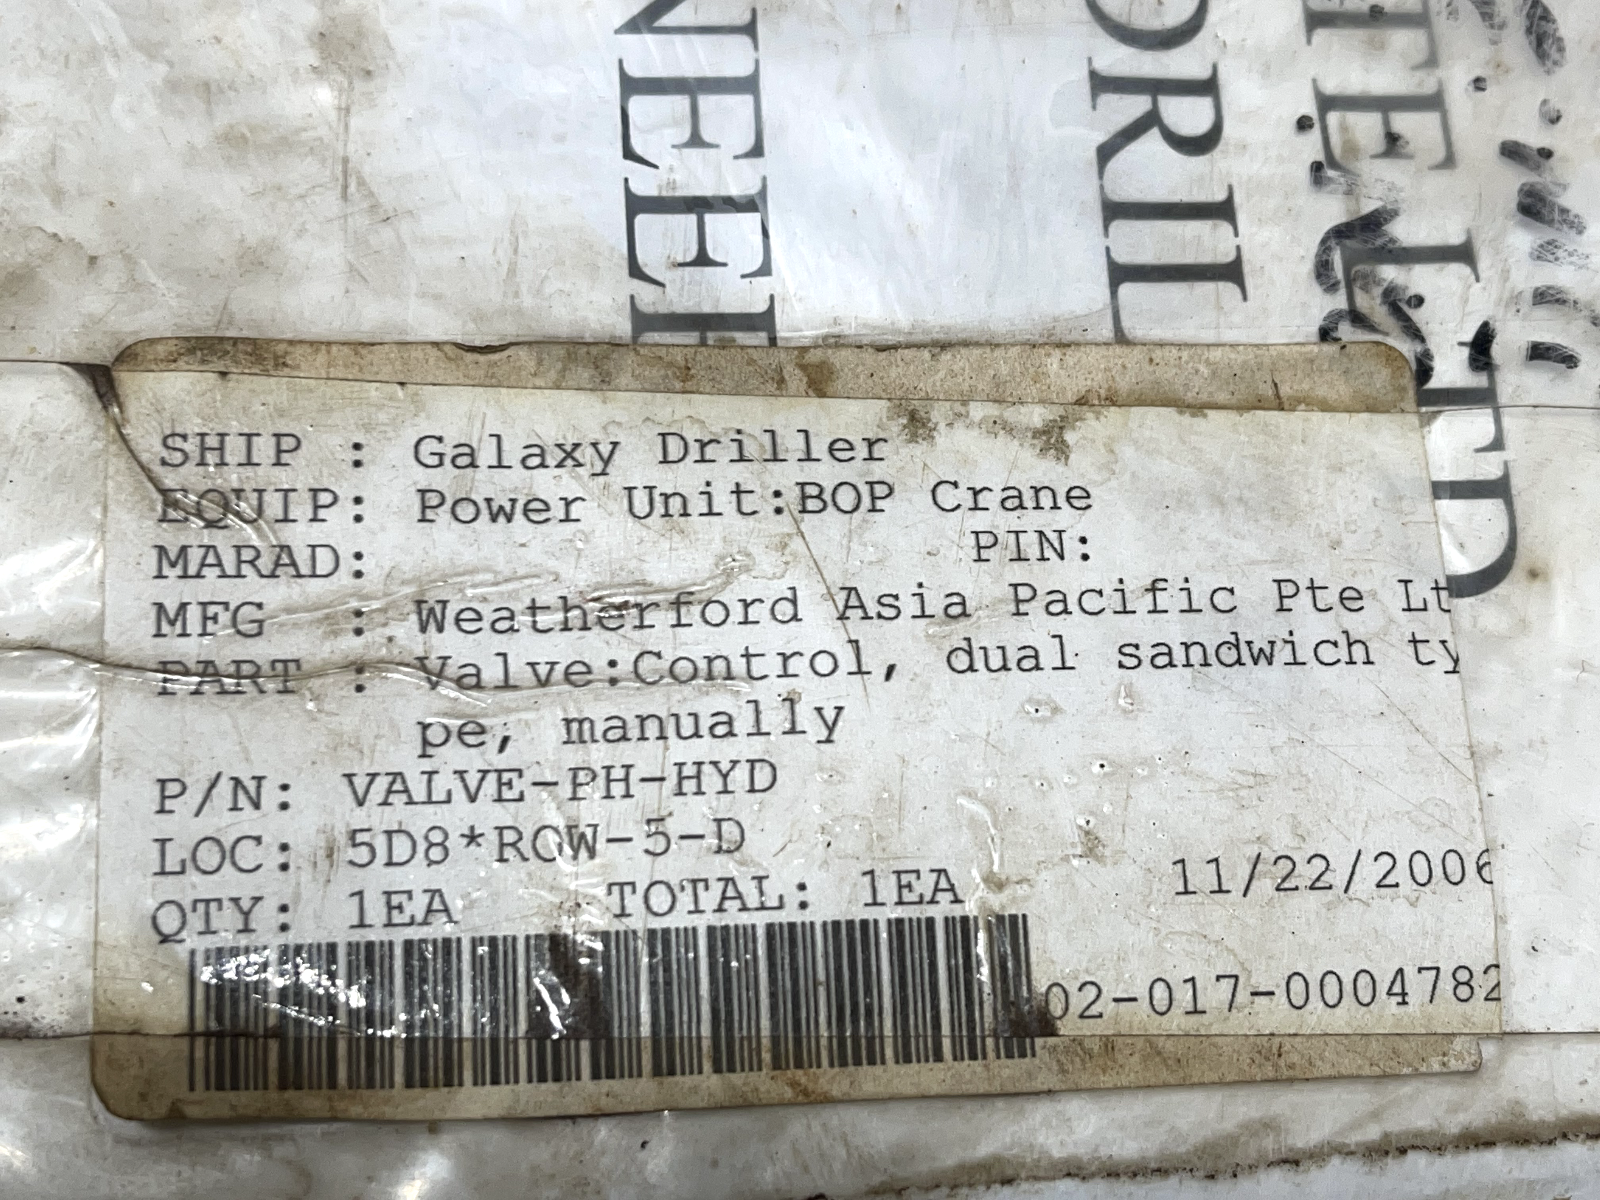 SHIP : Galaxy Driller
EQUIP: Power Unit:BOP Crane
MARAD: PIN:
MFG : Weatherford Asia Pacific Pte Lt
PART : Valve:Control, dual sandwich ty
pe, manually
P/N: VALVE-PH-HYD
LOC: 5D8*ROW-5-D
QTY: 1EA TOTAL: 1EA 11/22/2006
02-017-0004782
LTD